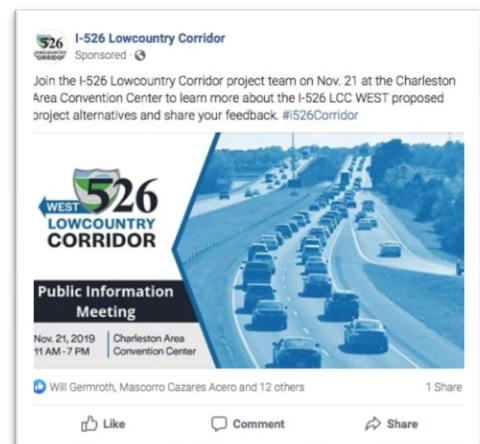 526
LOWCOUNTRY
CORRIDOR
I-526 Lowcountry Corridor
Sponsored ·
Join the I-526 Lowcountry Corridor project team on Nov. 21 at the Charleston
Area Convention Center to learn more about the I-526 LCC WEST proposed
project alternatives and share your feedback. #i526Corridor
WEST 526
LOWCOUNTRY
CORRIDOR
Public Information
Meeting
Nov. 21, 2019
11 AM-7 PM
Charleston Area
Convention Center
Will Germroth, Mascorro Cazares Acero and 12 others
1 Share
Like
Comment
Share